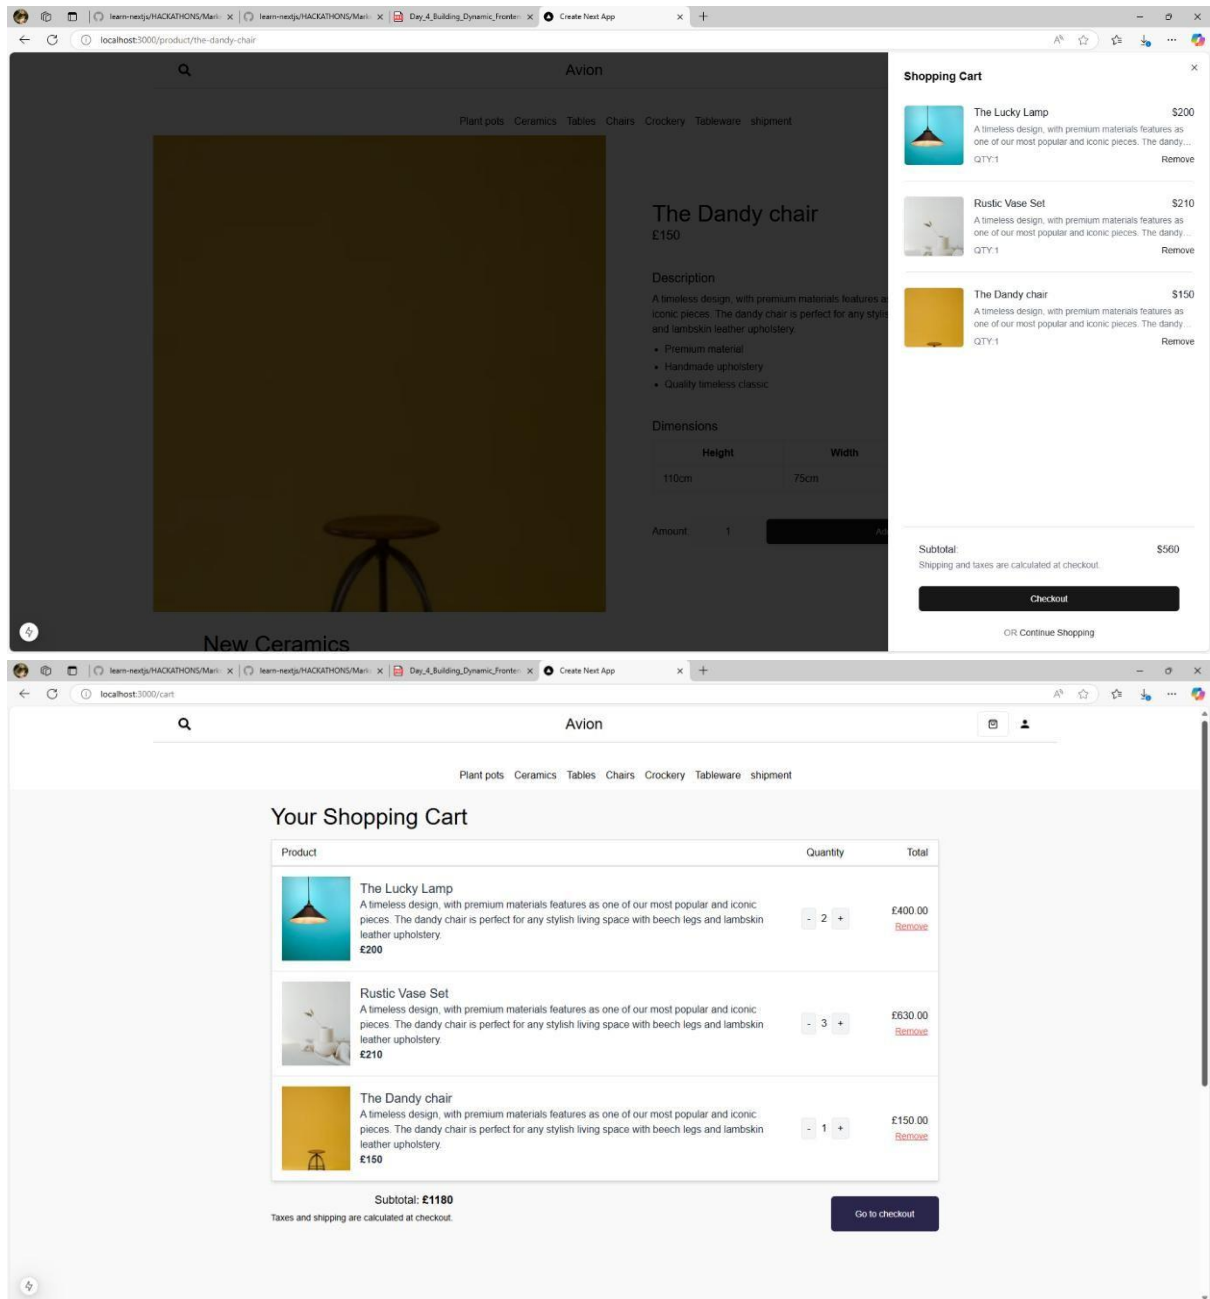 learn-nextjs/HACKATHONS/Mark
learn-nextjs/HACKATHONS/Mark
Day_4_Building_Dynamic_Fronten
Create Next App
localhost:3000/product/the-dandy-chair
Avion
Plant pots Ceramics Tables Chairs Crockery Tableware shipment
The Dandy chair
£150
Description
A timeless design, with premium materials features as
iconic pieces. The dandy chair is perfect for any stylis
and lambskin leather upholstery.
• Premium material
• Handmade upholstery
• Quality timeless classic
Dimensions
Height Width
110cm 75cm
Amount: 1 Ad
New Ceramics
Shopping Cart
The Lucky Lamp $200
A timeless design, with premium materials features as
one of our most popular and iconic pieces. The dandy...
QTY:1 Remove
Rustic Vase Set $210
A timeless design, with premium materials features as
one of our most popular and iconic pieces. The dandy...
QTY:1 Remove
The Dandy chair $150
A timeless design, with premium materials features as
one of our most popular and iconic pieces. The dandy...
QTY:1 Remove
Subtotal: $560
Shipping and taxes are calculated at checkout.
Checkout
OR Continue Shopping
learn-nextjs/HACKATHONS/Mark
learn-nextjs/HACKATHONS/Mark
Day_4_Building_Dynamic_Fronten
Create Next App
localhost:3000/cart
Avion
Plant pots Ceramics Tables Chairs Crockery Tableware shipment
Your Shopping Cart
Product Quantity Total
The Lucky Lamp
A timeless design, with premium materials features as one of our most popular and iconic
pieces. The dandy chair is perfect for any stylish living space with beech legs and lambskin
leather upholstery.
£200
- 2 +
£400.00
Remove
Rustic Vase Set
A timeless design, with premium materials features as one of our most popular and iconic
pieces. The dandy chair is perfect for any stylish living space with beech legs and lambskin
leather upholstery.
£210
- 3 +
£630.00
Remove
The Dandy chair
A timeless design, with premium materials features as one of our most popular and iconic
pieces. The dandy chair is perfect for any stylish living space with beech legs and lambskin
leather upholstery.
£150
- 1 +
£150.00
Remove
Subtotal: £1180
Taxes and shipping are calculated at checkout.
Go to checkout